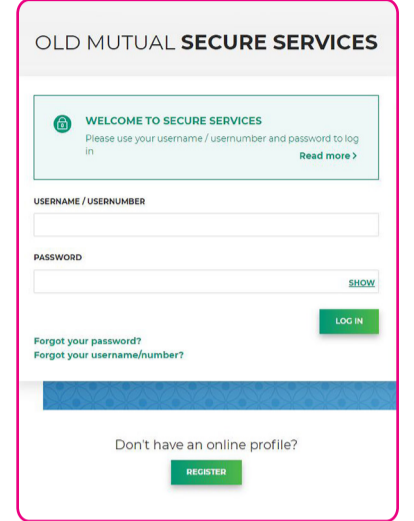 OLD MUTUAL SECURE SERVICES
WELCOME TO SECURE SERVICES
Please use your username / usernumber and password to log
in
Read more >
USERNAME / USERNUMBER
PASSWORD
SHOW
LOG IN
Forgot your password?
Forgot your username/number?
Don't have an online profile?
REGISTER